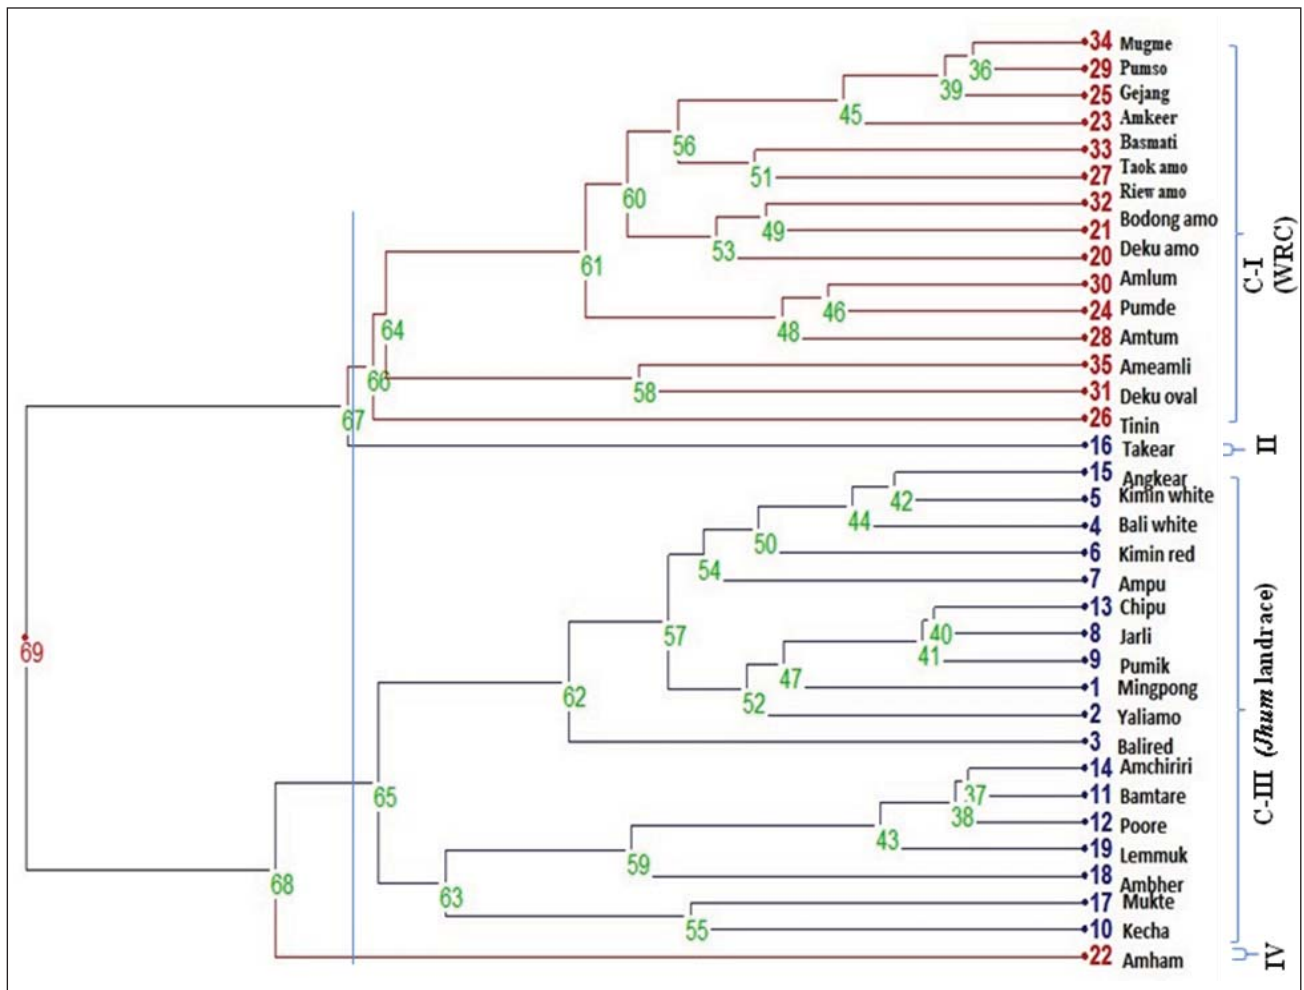 34 Mugme
36
29 Pumso
39
25 Gejang
45
23 Amkeer
56
33 Basmati
51
27 Taok amo
60
32 Riew amo
49
21 Bodong amo
53
20 Deku amo
61
30 Amlum
46
24 Pumde
64
48
28 Amtum
66
35 Ameamli
58
31 Deku oval
67
26 Tinin
C-I
(WRC)
16 Takear
II
15 Angkear
42
5 Kimin white
44
4 Bali white
50
6 Kimin red
54
7 Ampu
57
13 Chipu
40
8 Jarli
41
9 Pumik
47
1 Mingpong
62
52
2 Yaliamo
69
3 Balired
14 Amchiriri
65
37
11 Bamtare
38
12 Poore
43
19 Lemmuk
59
18 Ambher
68
63
17 Mukte
55
10 Kecha
C-III (Jhum landrace)
22 Amham
IV